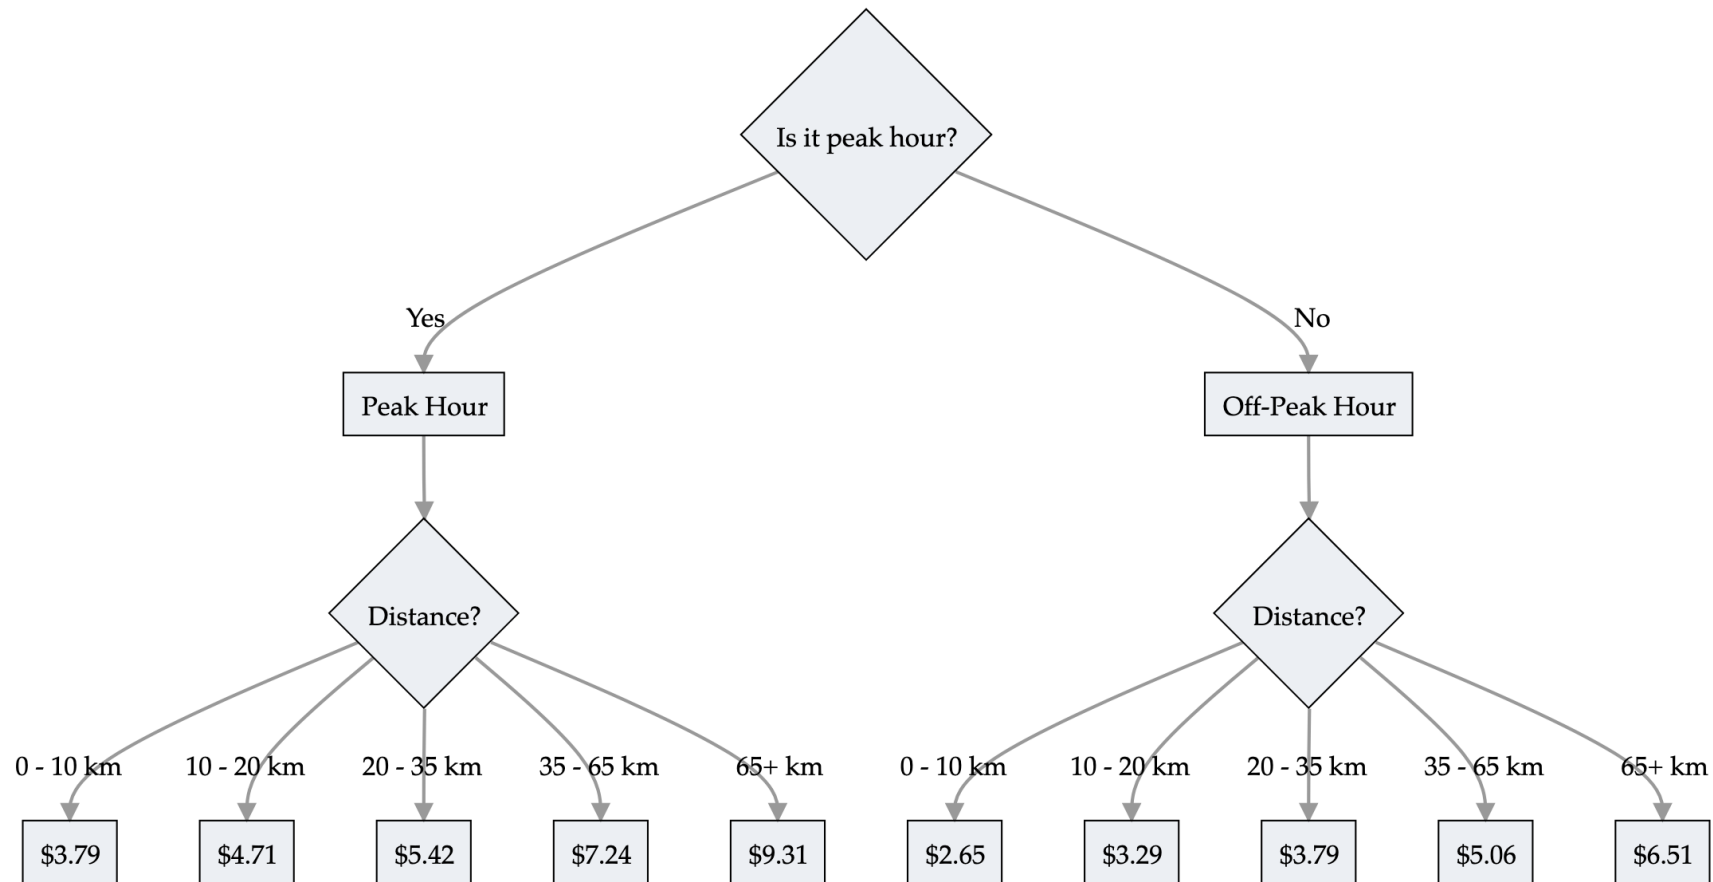 Is it peak hour?
Yes
No
Peak Hour
Off-Peak Hour
Distance?
Distance?
0 - 10 km
10 - 20 km
20 - 35 km
35 - 65 km
65+ km
0 - 10 km
10 - 20 km
20 - 35 km
35 - 65 km
65+ km
$3.79
$4.71
$5.42
$7.24
$9.31
$2.65
$3.29
$3.79
$5.06
$6.51